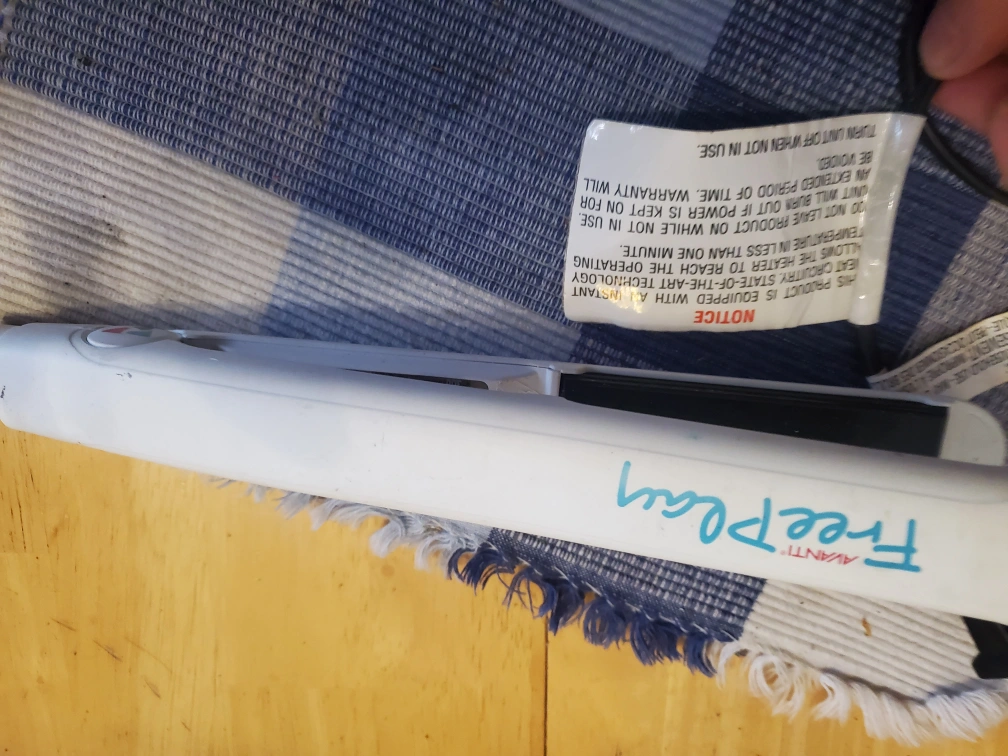 NOTICE
THIS PRODUCT IS EQUIPPED WITH AN INSTANT
HEAT CIRCUITRY. STATE-OF-THE-ART TECHNOLOGY
ALLOWS THE HEATER TO REACH THE OPERATING
TEMPERATURE IN LESS THAN ONE MINUTE.
DO NOT LEAVE PRODUCT ON WHILE NOT IN USE.
UNIT WILL BURN OUT IF POWER IS KEPT ON FOR
AN EXTENDED PERIOD OF TIME. WARRANTY WILL
BE VOIDED.
TURN UNIT OFF WHEN NOT IN USE.
AVANTI®
FreePlay